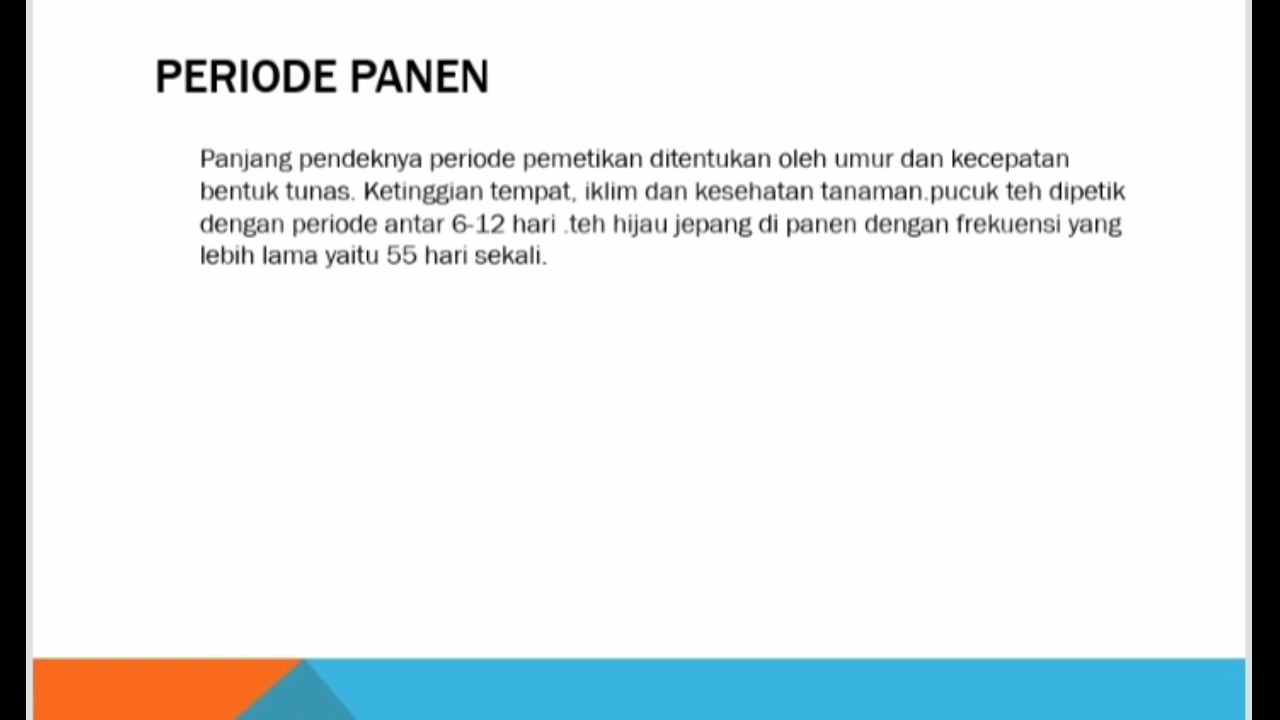 PERIODE PANEN
Panjang pendeknya periode pemetikan ditentukan oleh umur dan kecepatan
bentuk tunas. Ketinggian tempat, iklim dan kesehatan tanaman.pucuk teh dipetik
dengan periode antar 6-12 hari .teh hijau jepang di panen dengan frekuensi yang
lebih lama yaitu 55 hari sekali.